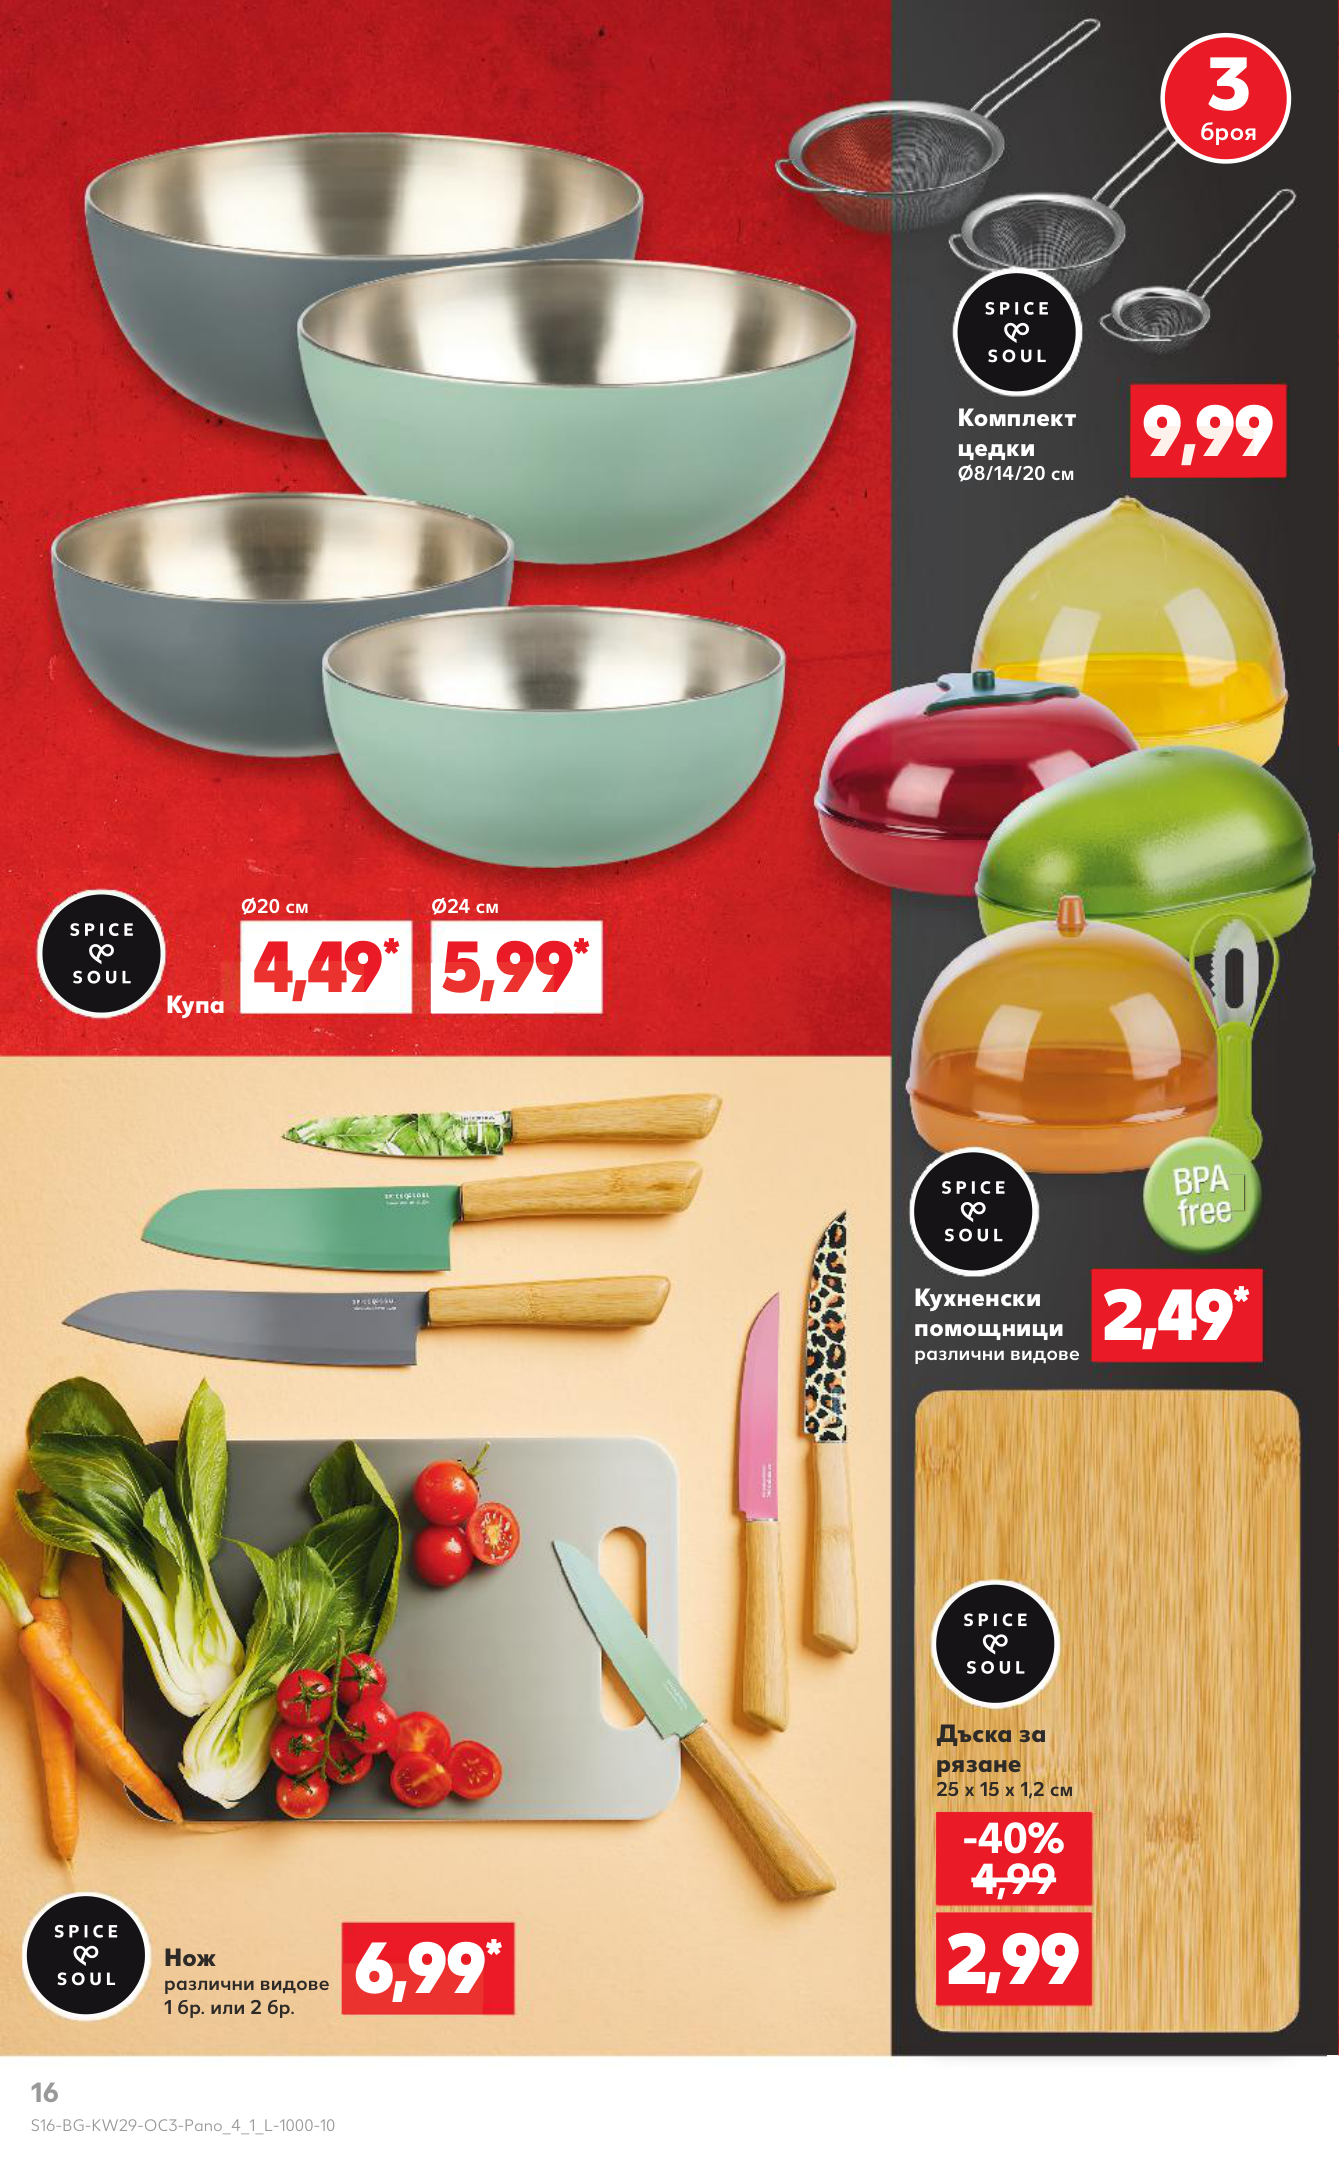 3
броя
SPICE
SOUL
Комплект
цедки
Ø8/14/20 см
9,99
Ø20 см
Ø24 см
SPICE
SOUL
Купа
4,49*
5,99*
SPICE
SOUL
BPA
free
Кухненски
помощници
различни видове
2,49*
SPICE
SOUL
Дъска за
рязане
25 x 15 x 1,2 см
-40%
4,99
2,99
SPICE
SOUL
Нож
различни видове
1 бр. или 2 бр.
6,99*
16
S16-BG-KW29-OC3-Pano_4_1_L-1000-10